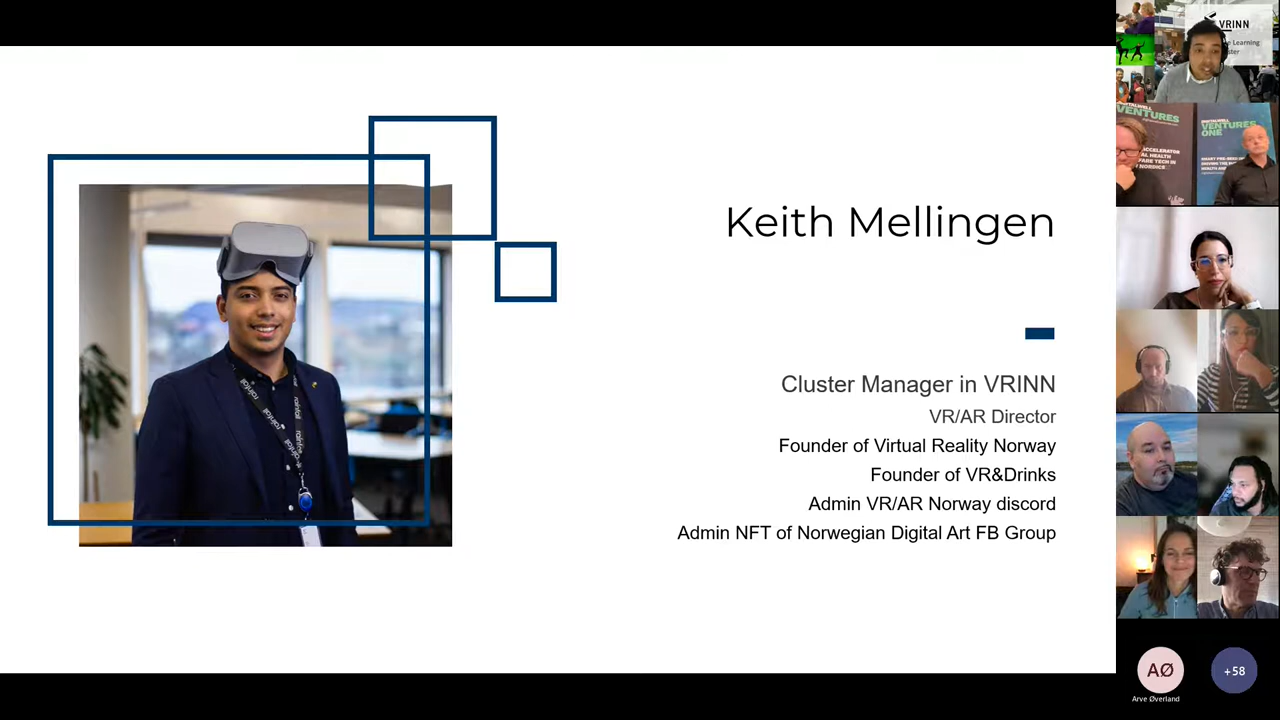 Keith Mellingen
Cluster Manager in VRINN
VR/AR Director
Founder of Virtual Reality Norway
Founder of VR&Drinks
Admin VR/AR Norway discord
Admin NFT of Norwegian Digital Art FB Group
rainfall
VRINN
Learning
VENTURES
VENTURES
ONE
AØ
+58
Arve Øverland